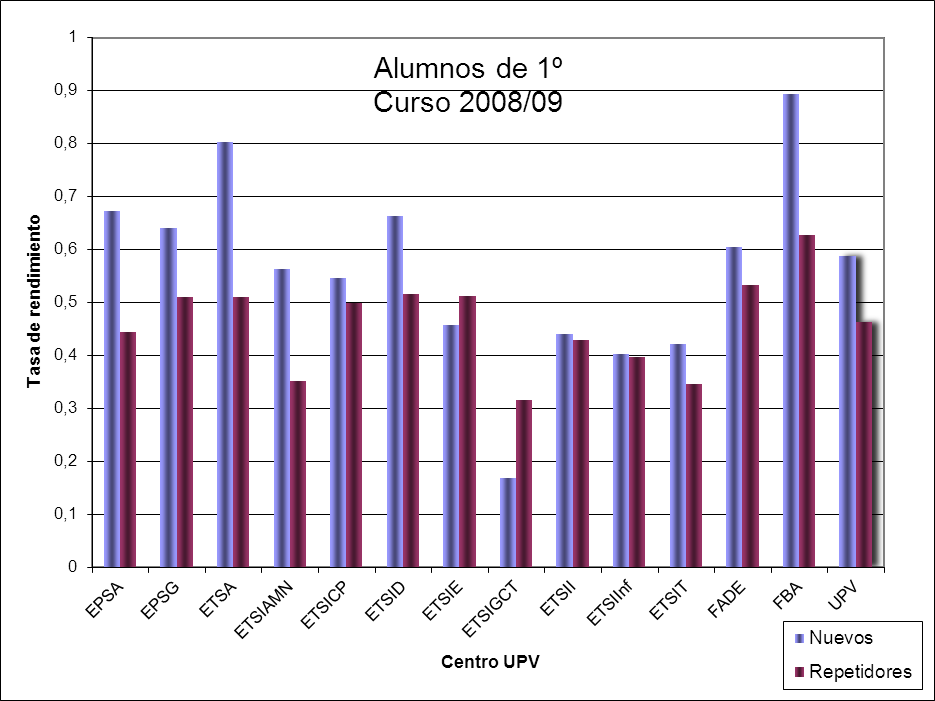 Alumnos de 1º
Curso 2008/09
Tasa de rendimiento
1
0,9
0,8
0,7
0,6
0,5
0,4
0,3
0,2
0,1
0
EPSA
EPSG
ETSA
ETSIAMN
ETSICP
ETSID
ETSIE
ETSIGCT
ETSII
ETSIInf
ETSIT
FADE
FBA
UPV
Centro UPV
Nuevos
Repetidores